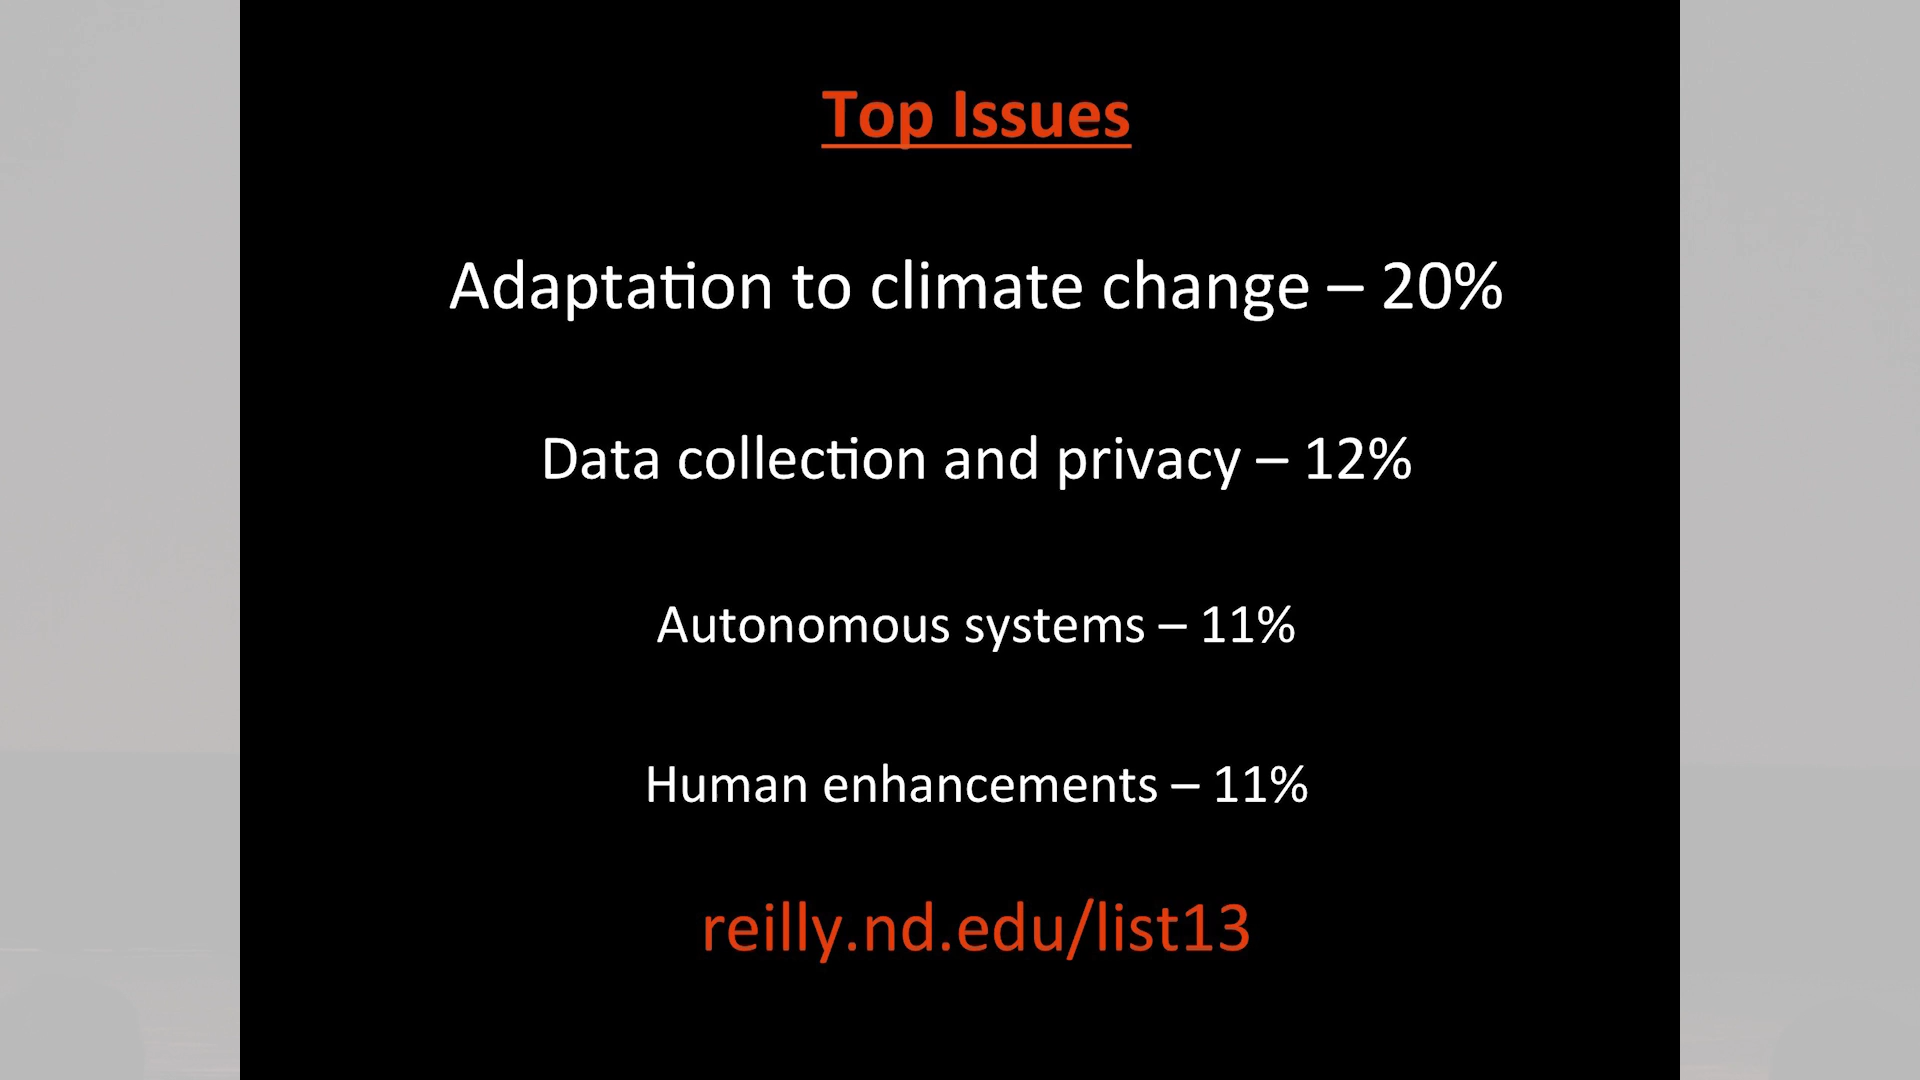 Top Issues
Adaptation to climate change – 20%
Data collection and privacy – 12%
Autonomous systems – 11%
Human enhancements – 11%
reilly.nd.edu/list13